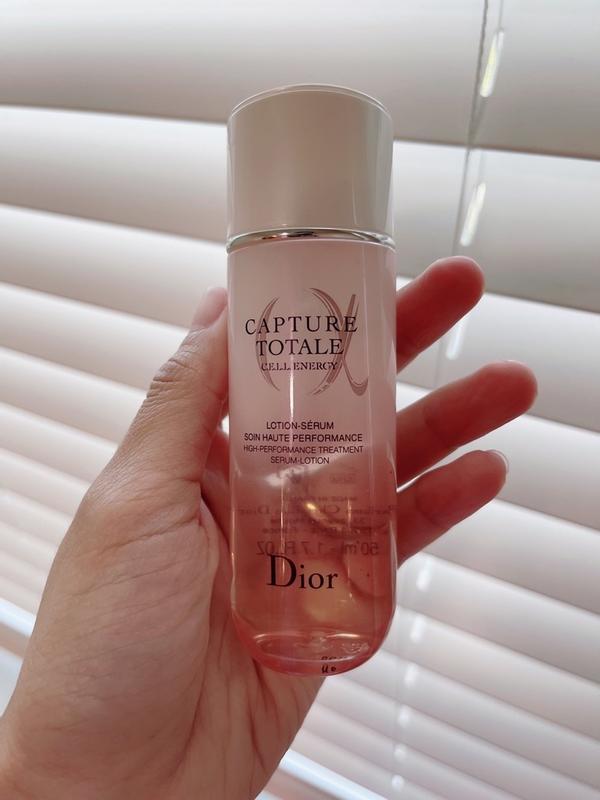 CAPTURE
TOTALE
CELL ENERGY
LOTION-SÉRUM
SOIN HAUTE PERFORMANCE
HIGH-PERFORMANCE TREATMENT
SERUM-LOTION
50 ml - 1.7 FL. OZ
Dior